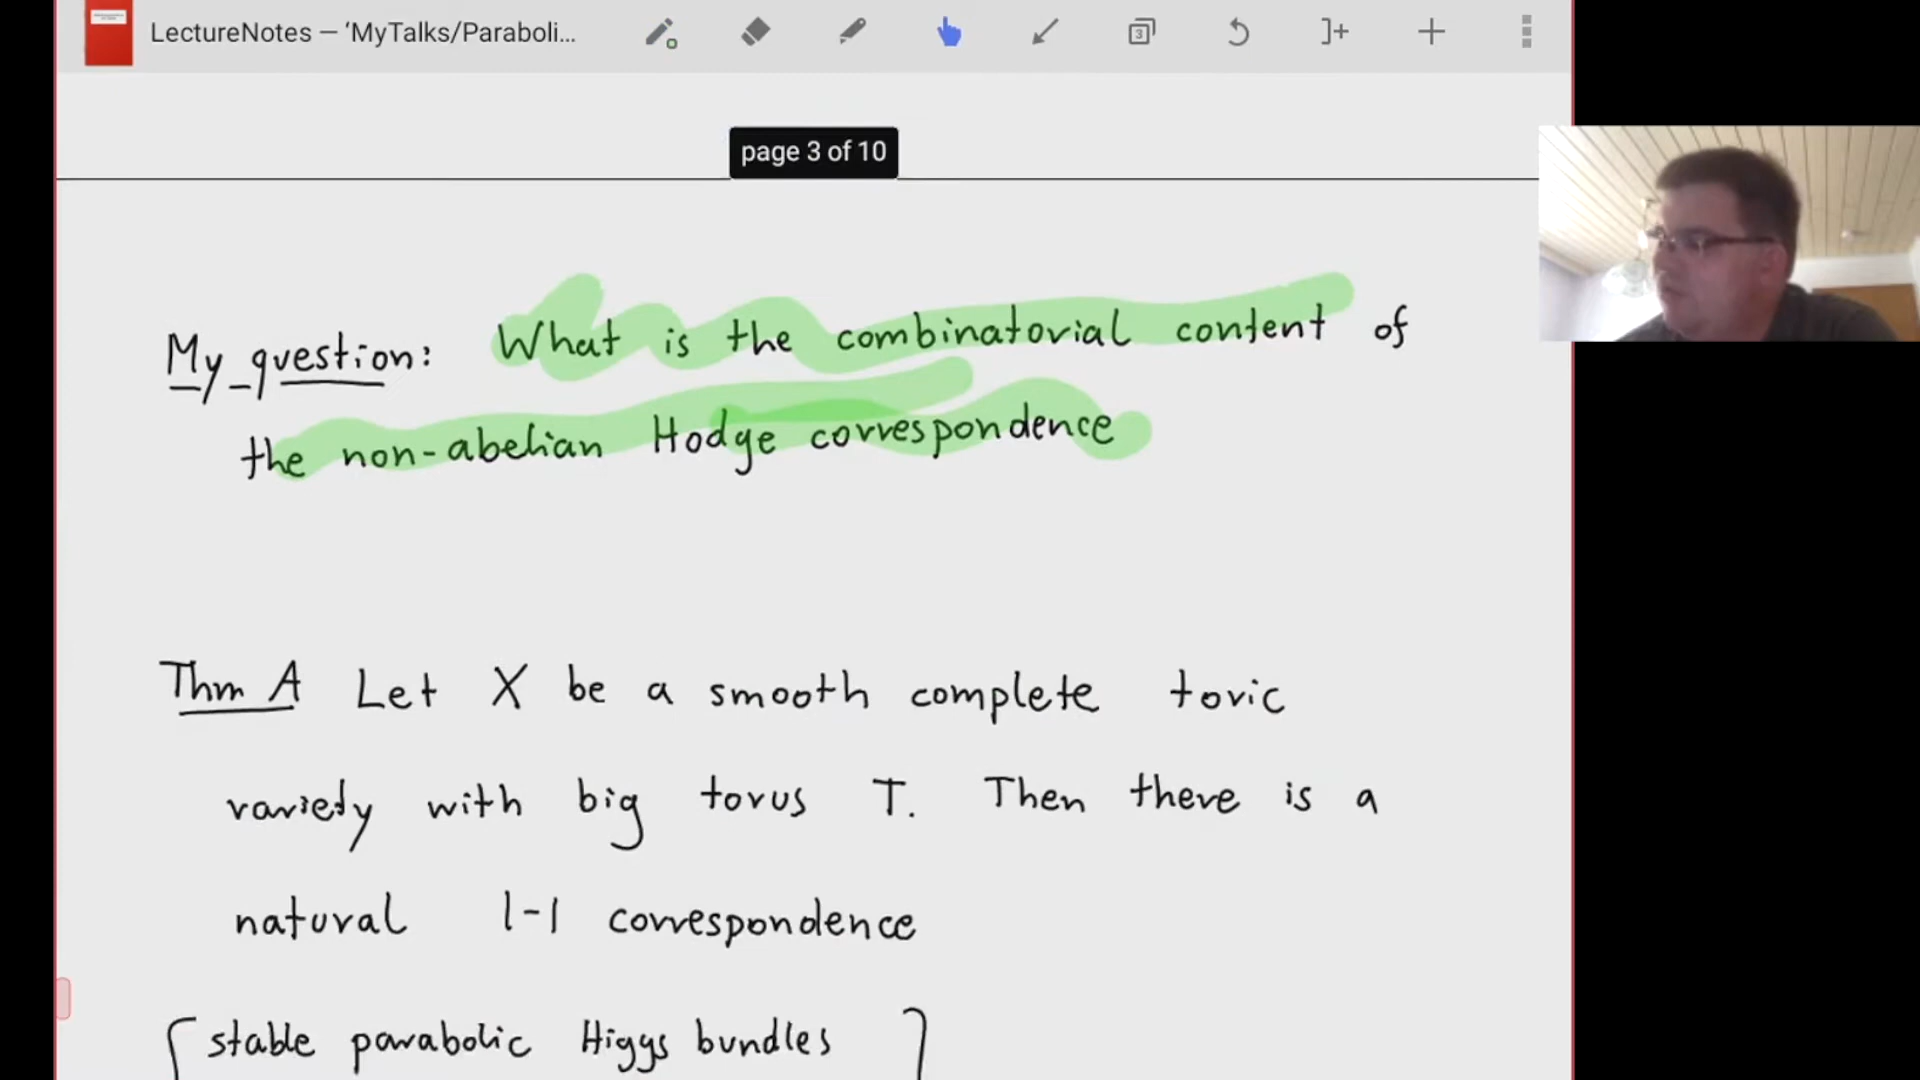 LectureNotes – ‘MyTalks/Paraboli...
3
page 3 of 10
My question: What is the combinatorial content of
the non-abelian Hodge correspondence
Thm A Let X be a smooth complete toric
variety with big torus T. Then there is a
natural 1-1 correspondence
stable parabolic Higgs bundles